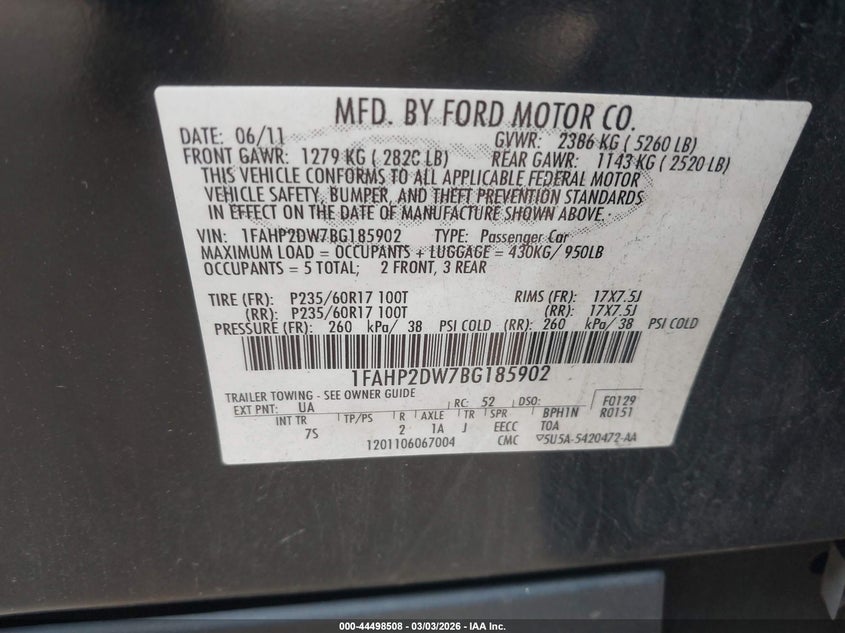 MFD. BY FORD MOTOR CO.
DATE: 06/11 GVWR: 2386 KG ( 5260 LB)
FRONT GAWR: 1279 KG ( 2820 LB) REAR GAWR: 1143 KG ( 2520 LB)
THIS VEHICLE CONFORMS TO ALL APPLICABLE FEDERAL MOTOR
VEHICLE SAFETY, BUMPER, AND THEFT PREVENTION STANDARDS
IN EFFECT ON THE DATE OF MANUFACTURE SHOWN ABOVE.
VIN: 1FAHP2DW7BG185902 TYPE: Passenger Car
MAXIMUM LOAD = OCCUPANTS + LUGGAGE = 430KG/ 950LB
OCCUPANTS = 5 TOTAL; 2 FRONT, 3 REAR
TIRE (FR): P235/60R17 100T RIMS (FR): 17X7.5J
(RR): P235/60R17 100T (RR): 17X7.5J
PRESSURE (FR): 260 kPa/ 38 PSI COLD (RR): 260 kPa/ 38 PSI COLD
1FAHP2DW7BG185902
TRAILER TOWING - SEE OWNER GUIDE
EXT PNT: UA RC: 52 DSO: F0129
INT TR TP/PS R AXLE TR SPR BPH1N R0151
7S 2 1A J EECC TOA
1201106067004 CMC 5U5A-5420472-AA
000-44498508 | 03/03/2026 | IAA Inc.